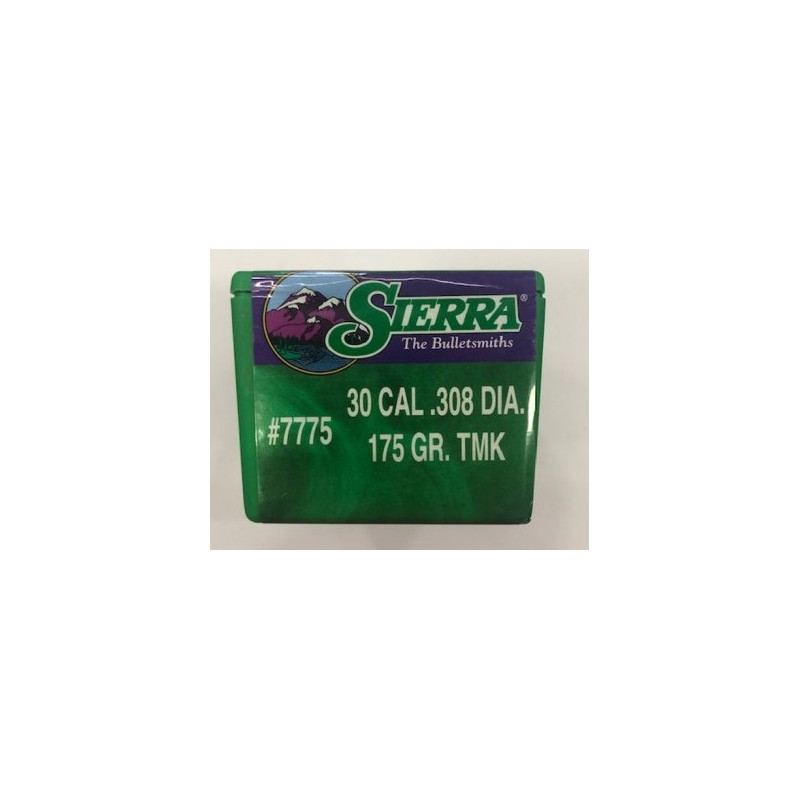 SIERRA®
The Bulletsmiths
30 CAL .308 DIA.
#7775
175 GR. TMK